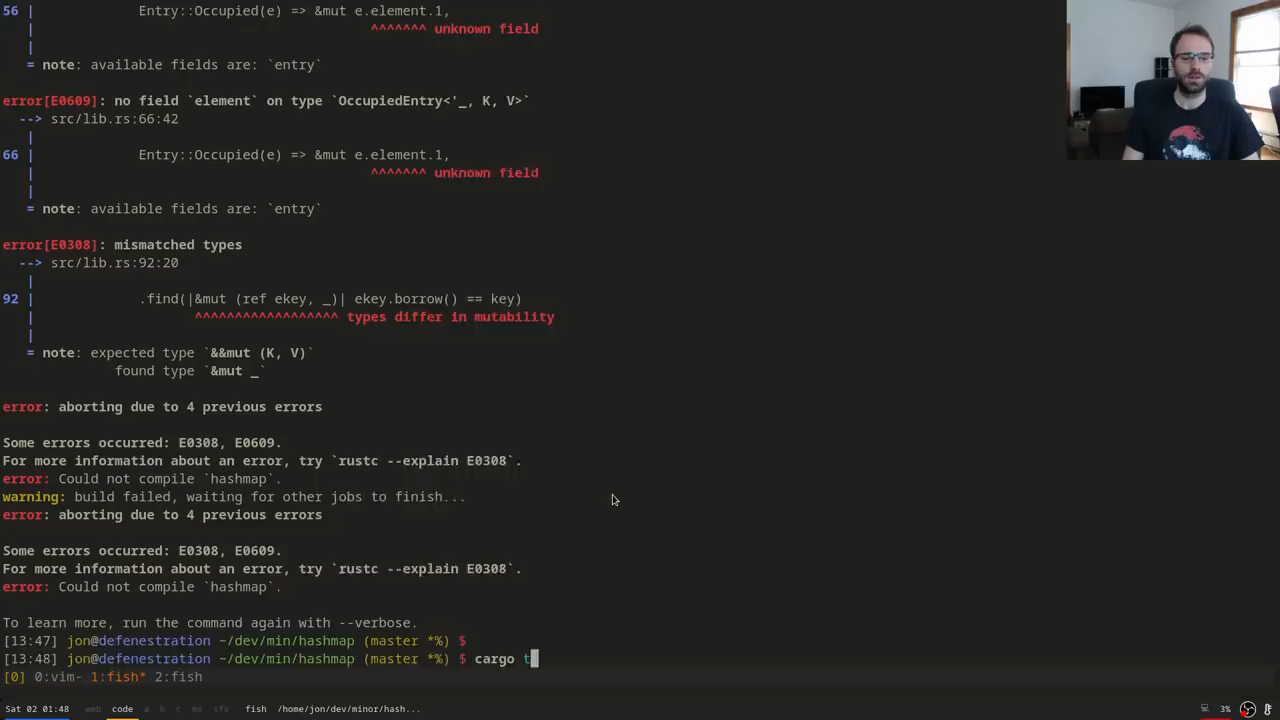 56 |             Entry::Occupied(e) => &mut e.element.1,
   |                                          ^^^^^^^ unknown field
   |
   = note: available fields are: `entry`
error[E0609]: no field `element` on type `OccupiedEntry<'_, K, V>`
  --> src/lib.rs:66:42
   |
66 |             Entry::Occupied(e) => &mut e.element.1,
   |                                          ^^^^^^^ unknown field
   |
   = note: available fields are: `entry`
error[E0308]: mismatched types
  --> src/lib.rs:92:20
   |
92 |             .find(|&mut (ref ekey, _)| ekey.borrow() == key)
   |                    ^^^^^^^^^^^^^^^^^^ types differ in mutability
   |
   = note: expected type `&&mut (K, V)`
              found type `&mut _`
error: aborting due to 4 previous errors
Some errors occurred: E0308, E0609.
For more information about an error, try `rustc --explain E0308`.
error: Could not compile `hashmap`.
warning: build failed, waiting for other jobs to finish...
error: aborting due to 4 previous errors
Some errors occurred: E0308, E0609.
For more information about an error, try `rustc --explain E0308`.
error: Could not compile `hashmap`.
To learn more, run the command again with --verbose.
[13:47] jon@defenestration ~/dev/min/hashmap (master *%) $
[13:48] jon@defenestration ~/dev/min/hashmap (master *%) $ cargo t
[0] 0:vim- 1:fish* 2:fish
Sat 02 01:48 web code a b c mx sfx fish /home/jon/dev/minor/hash... 3%